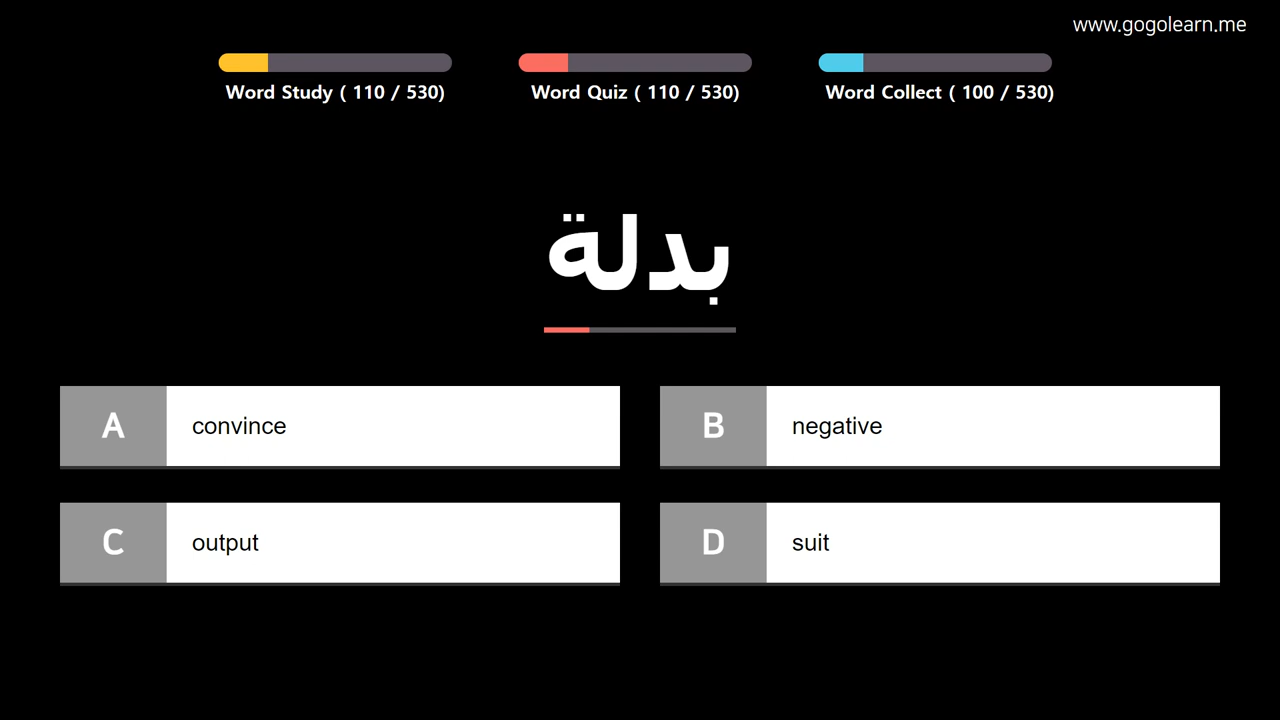 www.gogolearn.me
Word Study ( 110 / 530)
Word Quiz ( 110 / 530)
Word Collect ( 100 / 530)
بدلة
A convince
B negative
C output
D suit